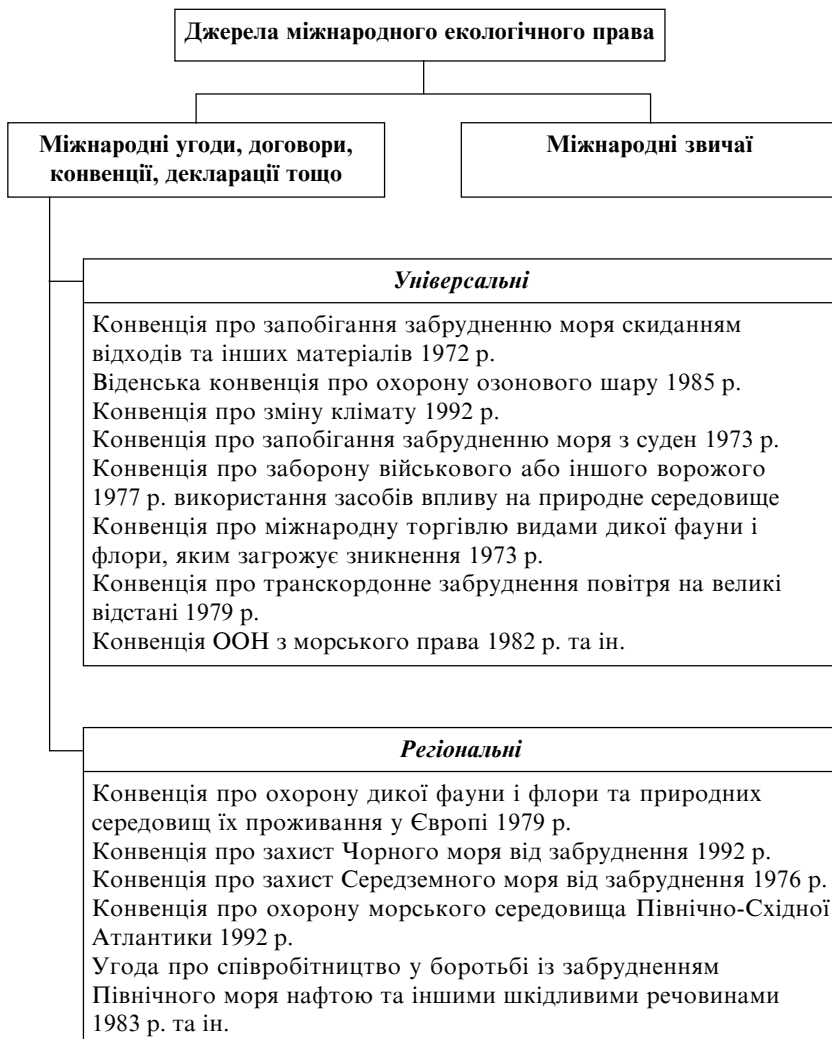 Джерела міжнародного екологічного права
Міжнародні угоди, договори,
конвенції, декларації тощо
Міжнародні звичаї
Універсальні
Конвенція про запобігання забрудненню моря скиданням
відходів та інших матеріалів 1972 р.
Віденська конвенція про охорону озонового шару 1985 р.
Конвенція про зміну клімату 1992 р.
Конвенція про запобігання забрудненню моря з суден 1973 р.
Конвенція про заборону військового або іншого ворожого
1977 р. використання засобів впливу на природне середовище
Конвенція про міжнародну торгівлю видами дикої фауни і
флори, яким загрожує зникнення 1973 р.
Конвенція про транскордонне забруднення повітря на великі
відстані 1979 р.
Конвенція ООН з морського права 1982 р. та ін.
Регіональні
Конвенція про охорону дикої фауни і флори та природних
середовищ їх проживання у Європі 1979 р.
Конвенція про захист Чорного моря від забруднення 1992 р.
Конвенція про захист Середземного моря від забруднення 1976 р.
Конвенція про охорону морського середовища Північно-Східної
Атлантики 1992 р.
Угода про співробітництво у боротьбі із забрудненням
Північного моря нафтою та іншими шкідливими речовинами
1983 р. та ін.